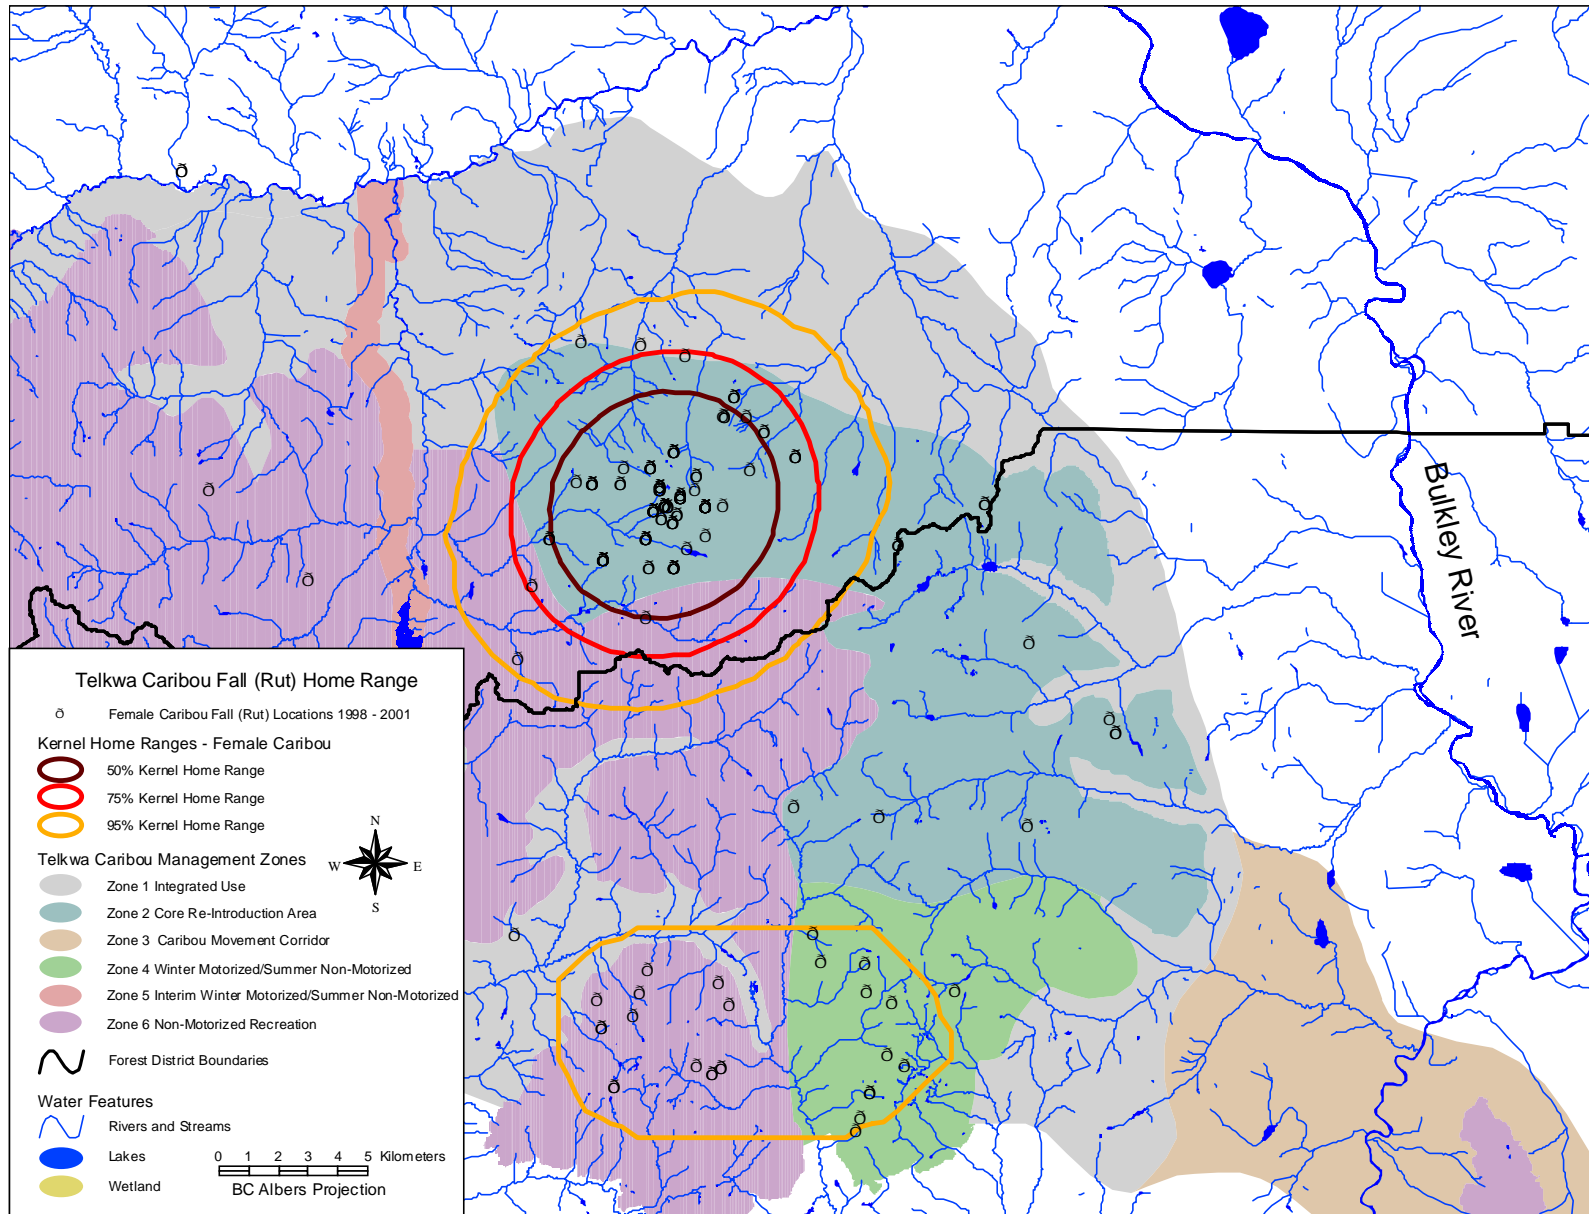 Bulkley River
Telkwa Caribou Fall (Rut) Home Range
ð Female Caribou Fall (Rut) Locations 1998 - 2001
Kernel Home Ranges - Female Caribou
50% Kernel Home Range
75% Kernel Home Range
95% Kernel Home Range
N
W E
S
Telkwa Caribou Management Zones
Zone 1 Integrated Use
Zone 2 Core Re-Introduction Area
Zone 3 Caribou Movement Corridor
Zone 4 Winter Motorized/Summer Non-Motorized
Zone 5 Interim Winter Motorized/Summer Non-Motorized
Zone 6 Non-Motorized Recreation
Forest District Boundaries
Water Features
Rivers and Streams
Lakes
Wetland
0 1 2 3 4 5 Kilometers
BC Albers Projection